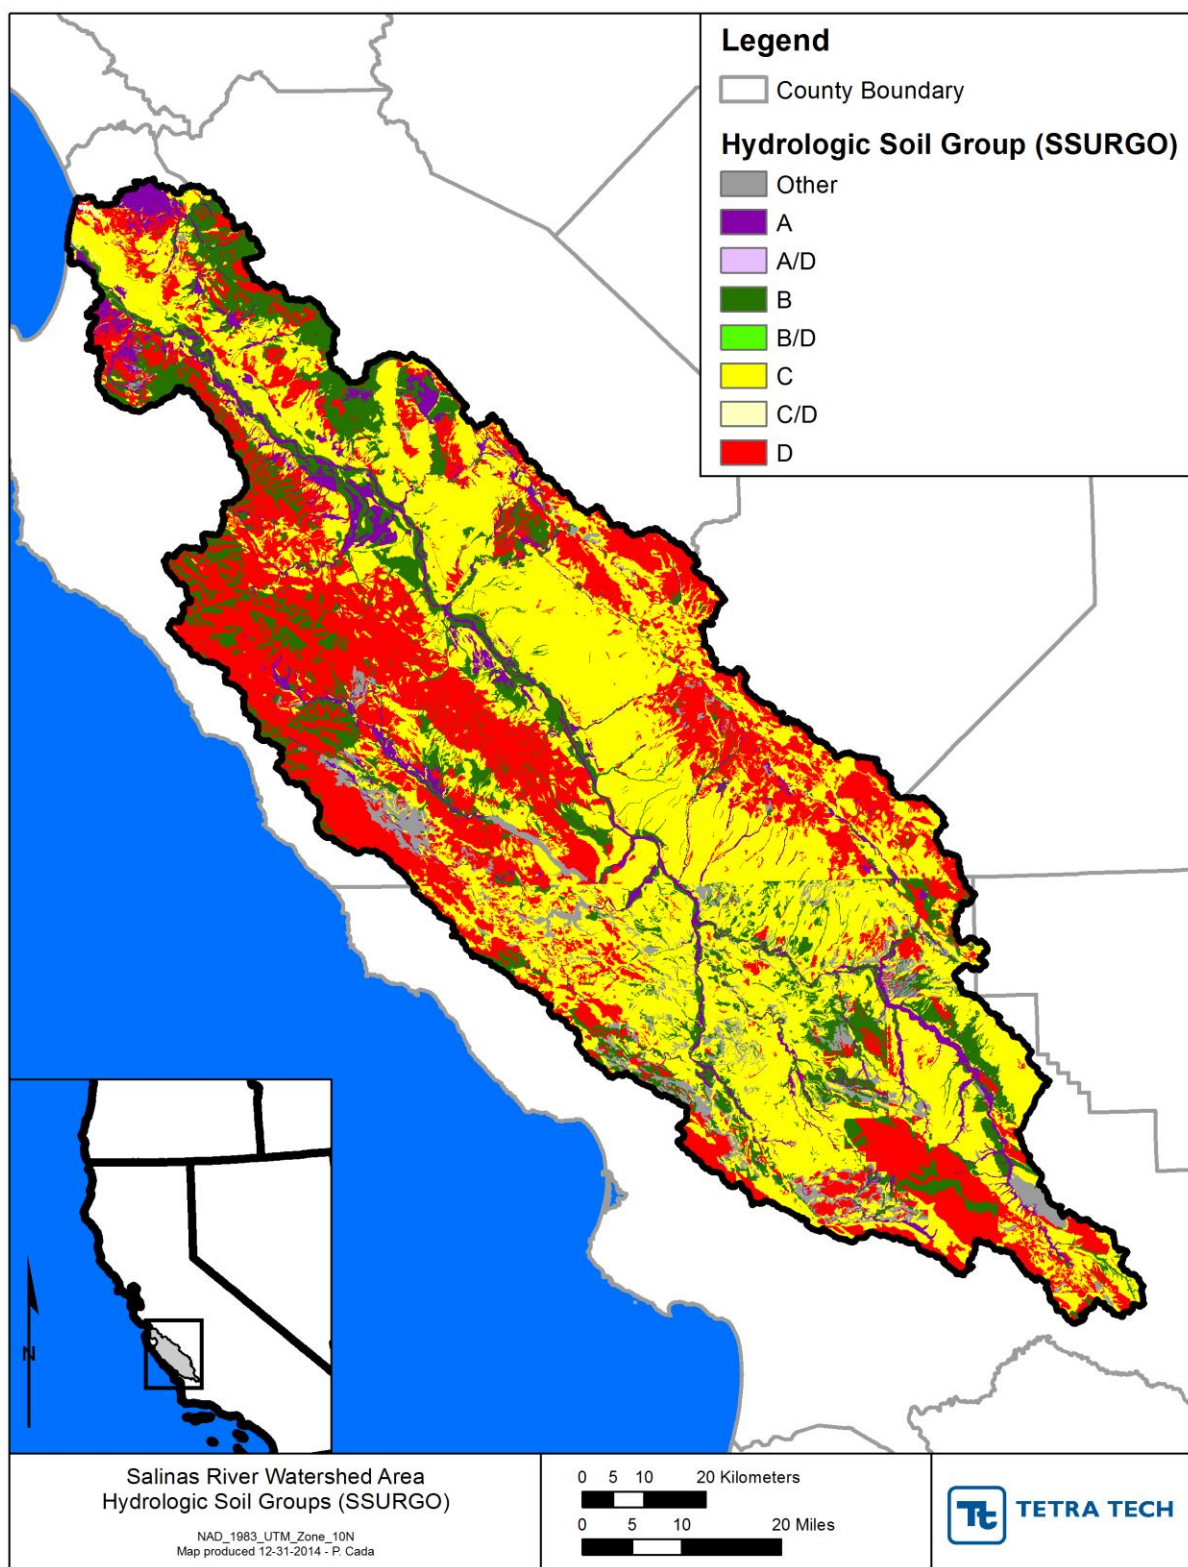 Legend
County Boundary
Hydrologic Soil Group (SSURGO)
Other
A
A/D
B
B/D
C
C/D
D
N
Salinas River Watershed Area
Hydrologic Soil Groups (SSURGO)
NAD_1983_UTM_Zone_10N
Map produced 12-31-2014 - P. Cada
0 5 10 20 Kilometers
0 5 10 20 Miles
Tt TETRA TECH